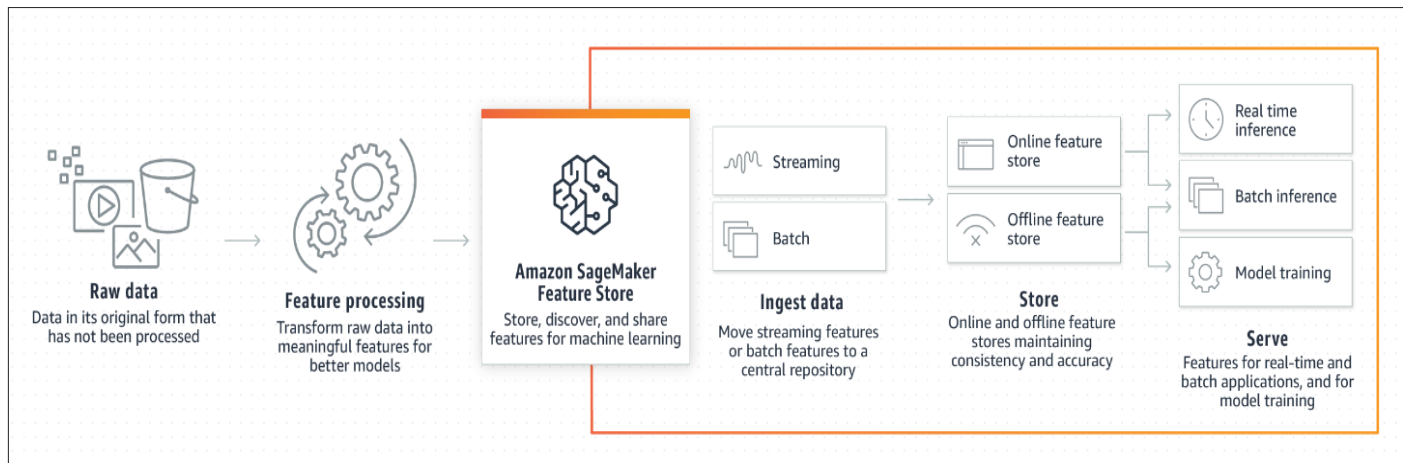 Raw data
Data in its original form that
has not been processed
Feature processing
Transform raw data into
meaningful features for
better models
Amazon SageMaker
Feature Store
Store, discover, and share
features for machine learning
Streaming
Batch
Ingest data
Move streaming features
or batch features to a
central repository
Online feature
store
Offline feature
store
Store
Online and offline feature
stores maintaining
consistency and accuracy
Real time
inference
Batch inference
Model training
Serve
Features for real-time and
batch applications, and for
model training